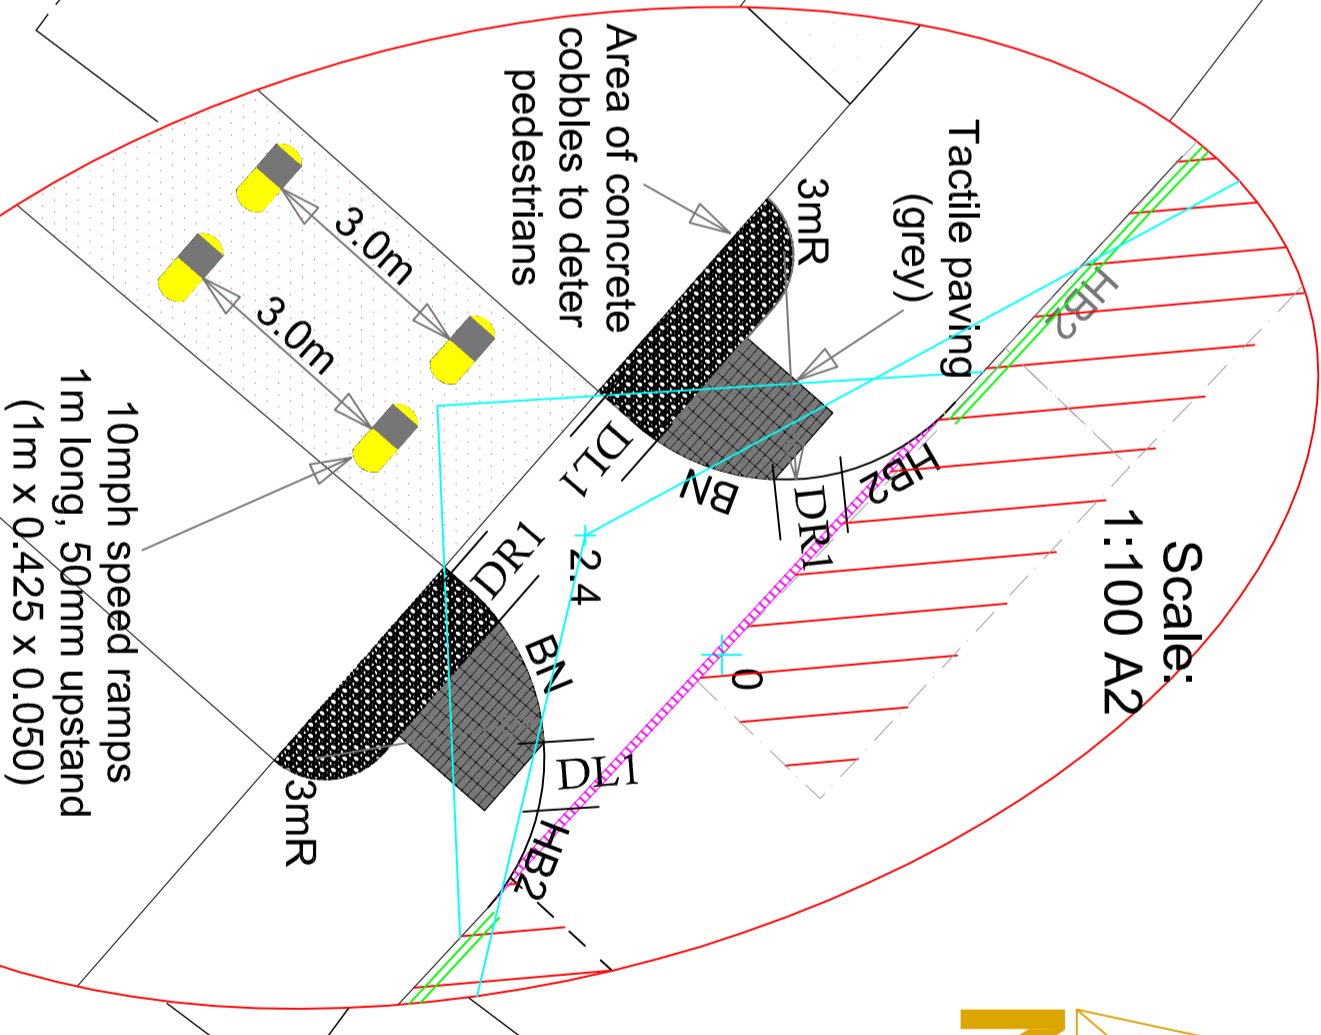 Scale:
1:100 A2
Tactile paving
(grey)
HB2
3mR
Area of concrete
cobbles to deter
pedestrians
3.0m
3.0m
DL1
BN
DR1
HB2
2.4
0
DR1
BN
DL1
HB2
3mR
10mph speed ramps
1m long, 50mm upstand
(1m x 0.425 x 0.050)